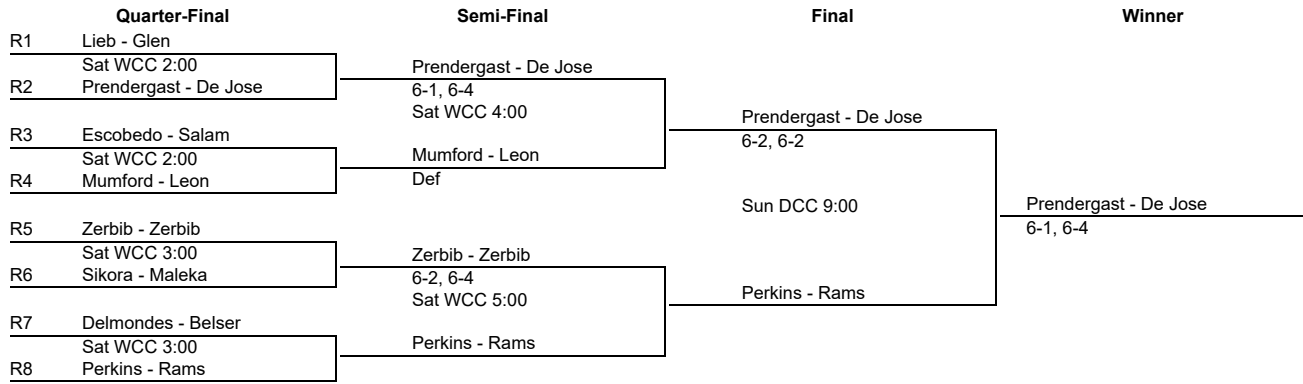 Quarter-Final Semi-Final Final Winner
R1 Lieb - Glen
Sat WCC 2:00
R2 Prendergast - De Jose
R3 Escobedo - Salam
Sat WCC 2:00
R4 Mumford - Leon
R5 Zerbib - Zerbib
Sat WCC 3:00
R6 Sikora - Maleka
R7 Delmondes - Belser
Sat WCC 3:00
R8 Perkins - Rams
Prendergast - De Jose
6-1, 6-4
Sat WCC 4:00
Mumford - Leon
Def
Zerbib - Zerbib
6-2, 6-4
Sat WCC 5:00
Perkins - Rams
Prendergast - De Jose
6-2, 6-2
Sun DCC 9:00
Perkins - Rams
Prendergast - De Jose
6-1, 6-4